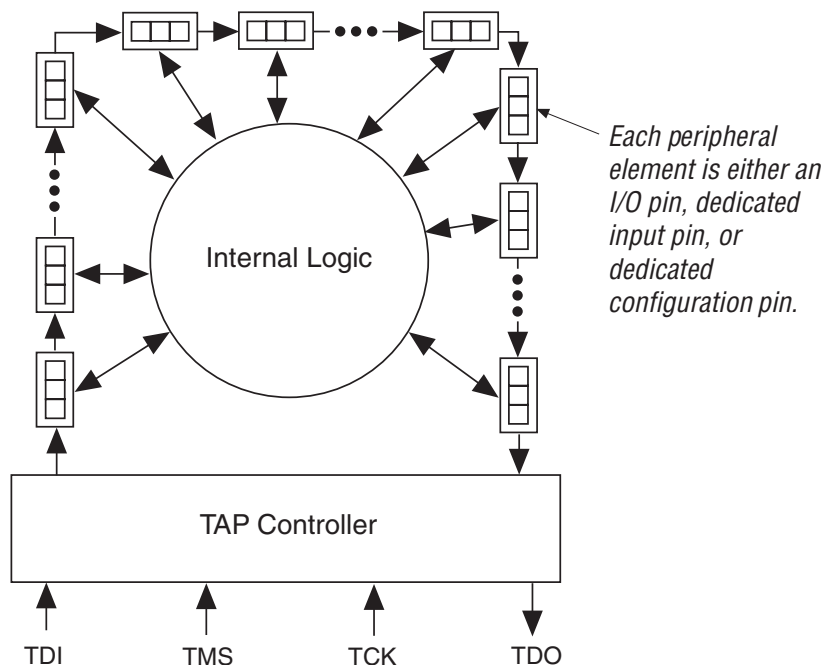 Each peripheral
element is either an
I/O pin, dedicated
input pin, or
dedicated
configuration pin.
Internal Logic
TAP Controller
TDI
TMS
TCK
TDO